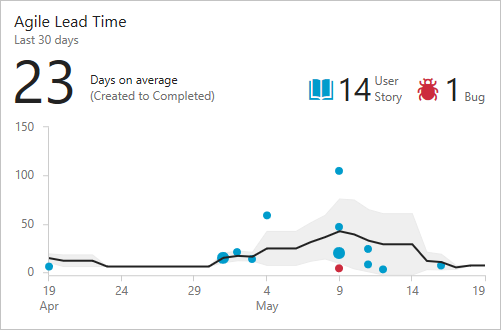 Agile Lead Time
Last 30 days
23
Days on average
(Created to Completed)
14
User
Story
1
Bug
150
100
50
0
19
24
29
4
9
14
19
Apr
May